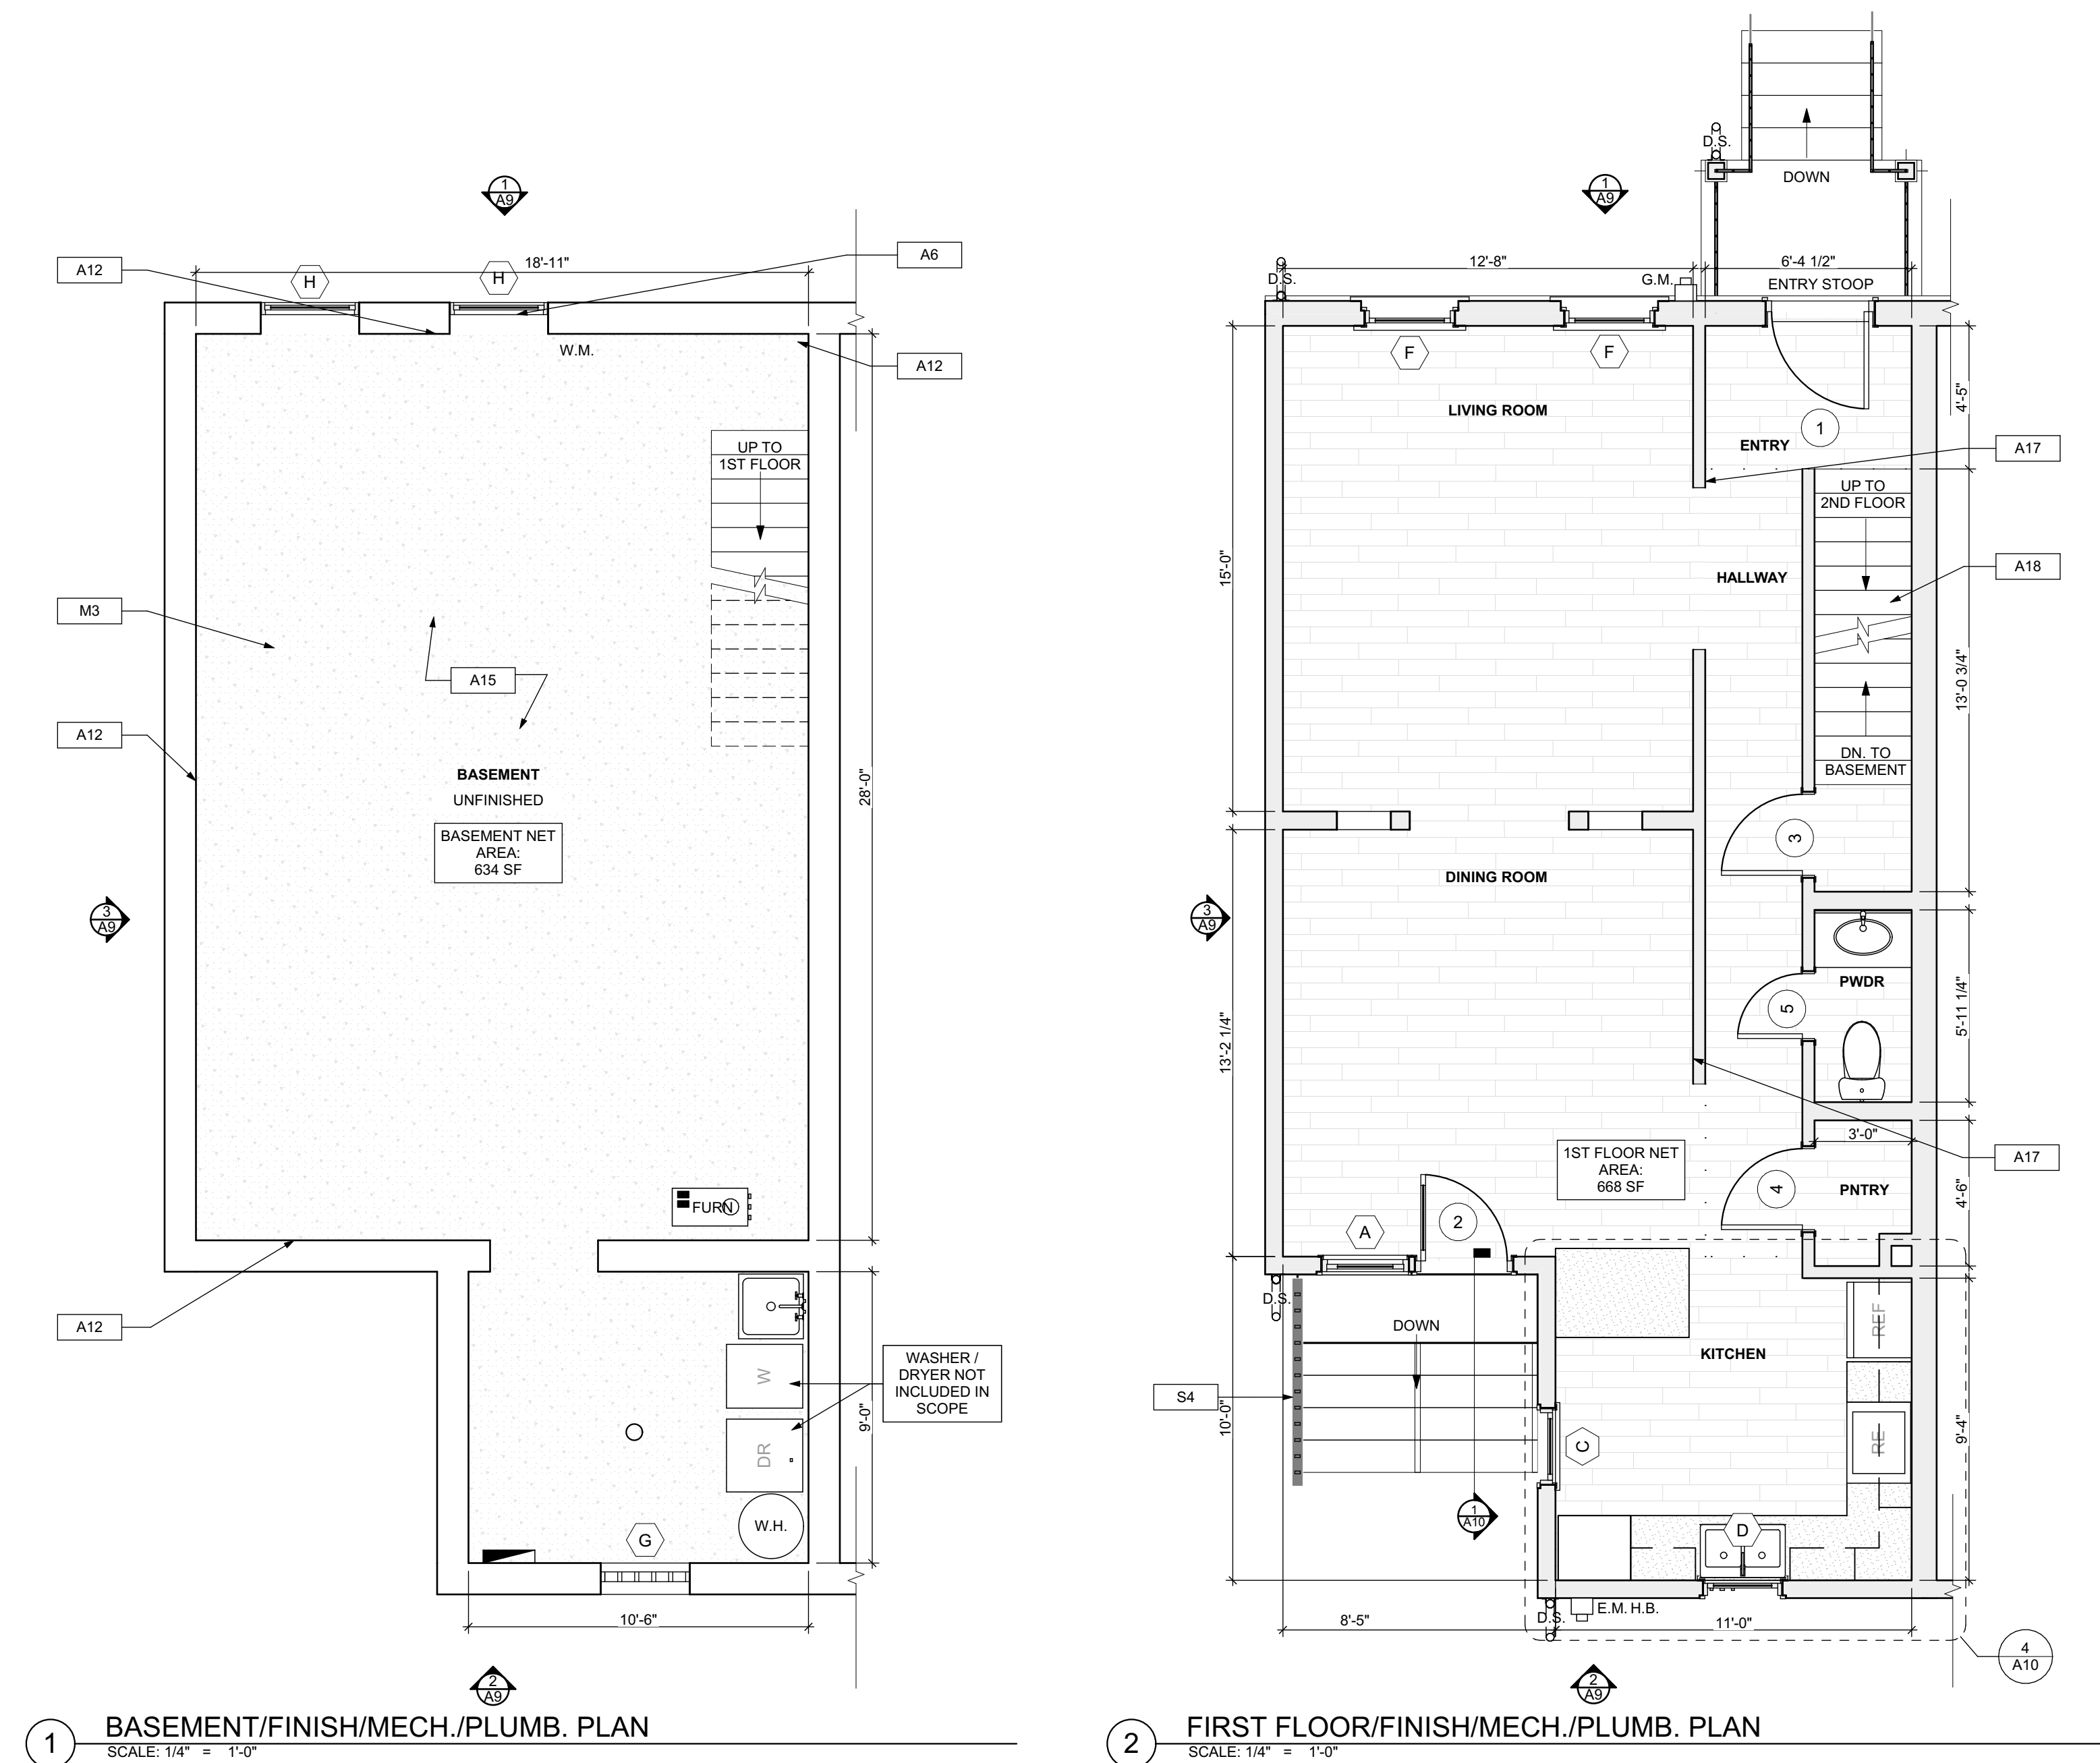 1
A9
A12
18'-11"
H
H
A6
W.M.
A12
UP TO
1ST FLOOR
M3
A15
A12
BASEMENT
UNFINISHED
BASEMENT NET
AREA:
634 SF
28'-0"
3
A9
FURN
A12
W
DR
WASHER /
DRYER NOT
INCLUDED IN
SCOPE
9'-0"
W.H.
G
10'-6"
2
A9
1
BASEMENT/FINISH/MECH./PLUMB. PLAN
SCALE: 1/4" = 1'-0"
D.S.
DOWN
1
A9
12'-8"
6'-4 1/2"
D.S.
G.M.
ENTRY STOOP
F
F
LIVING ROOM
4'-5"
1
ENTRY
A17
UP TO
2ND FLOOR
15'-0"
HALLWAY
A18
13'-0 3/4"
DN. TO
BASEMENT
3
DINING ROOM
3
A9
PWDR
5
5'-11 1/4"
13'-2 1/4"
3'-0"
1ST FLOOR NET
AREA:
668 SF
A17
4
PNTRY
4'-6"
A
2
D.S.
DOWN
KITCHEN
REF
S4
10'-0"
C
RE
9'-4"
1
A10
D
E.M.
H.B.
D.S.
8'-5"
11'-0"
4
A10
2
A9
2
FIRST FLOOR/FINISH/MECH./PLUMB. PLAN
SCALE: 1/4" = 1'-0"